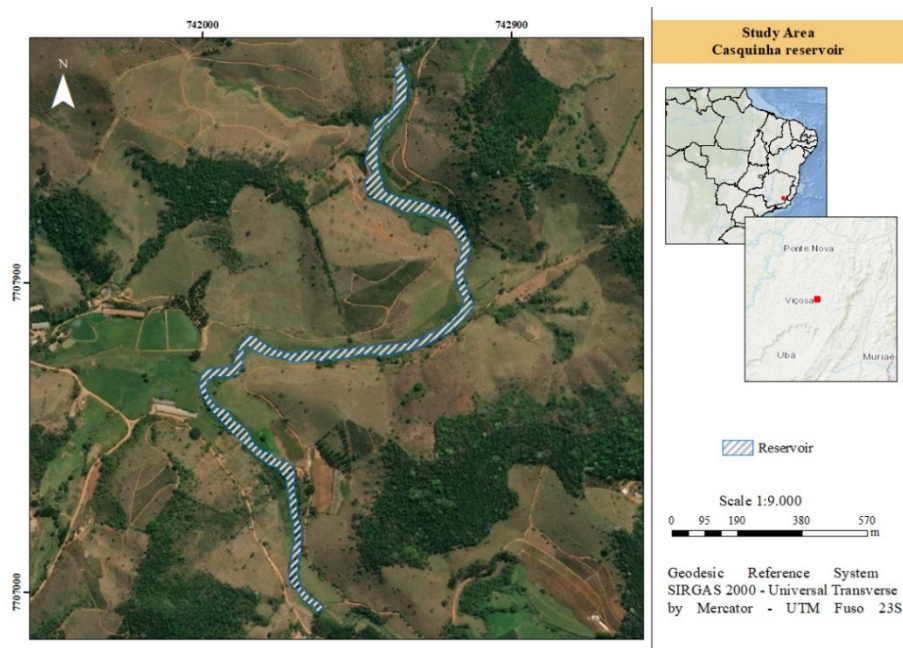 742000
742900
N
7707900
7707000
Study Area
Casquinha reservoir
Ponte Nova
Viçosa
Ubá
Muriaé
Reservoir
Scale 1:9.000
0 95 190 380 570
m
Geodesic Reference System
SIRGAS 2000 - Universal Transverse
by Mercator - UTM Fuso 23S